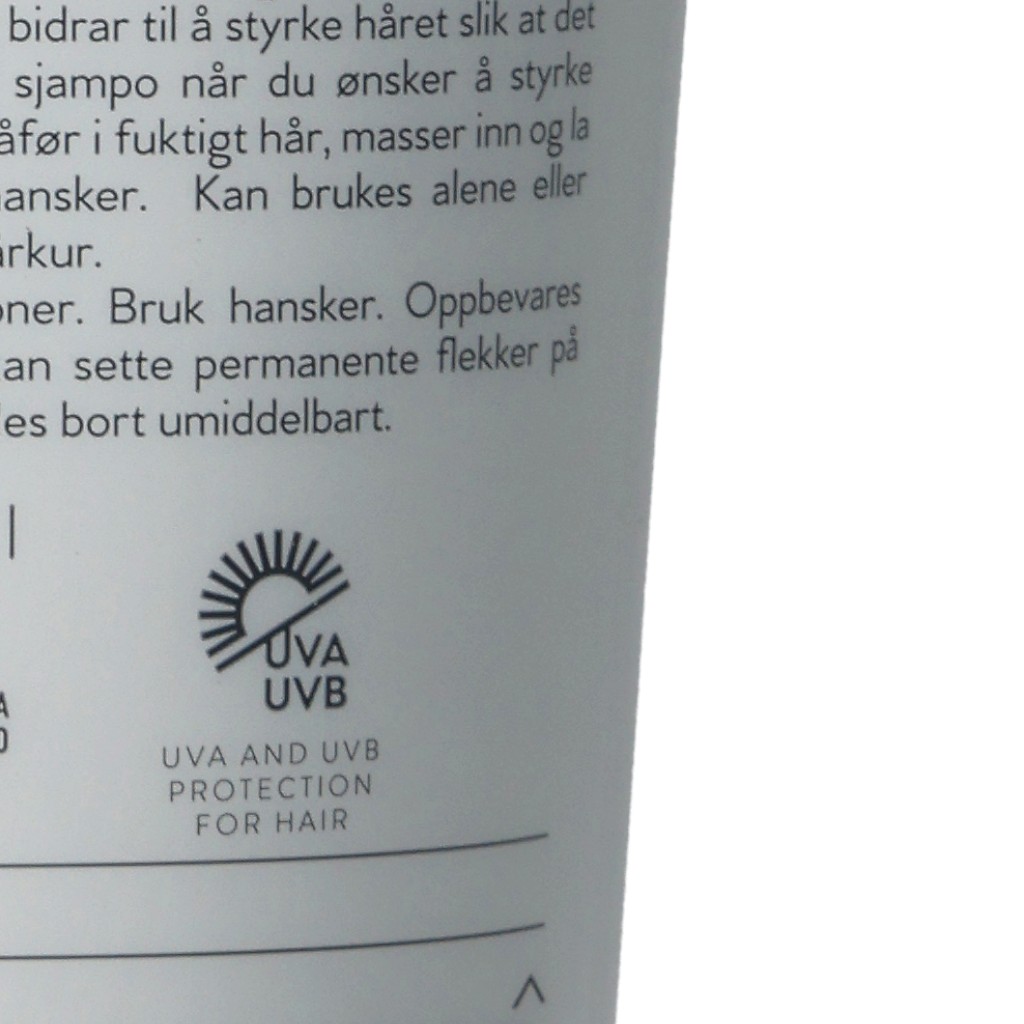 bidrar til å styrke håret slik at det
sjampo når du ønsker å styrke
åfør i fuktigt hår, masser inn og la
ansker. Kan brukes alene eller
årkur.
oner. Bruk hansker. Oppbevares
an sette permanente flekker på
es bort umiddelbart.
UVA
UVB
UVA AND UVB
PROTECTION
FOR HAIR